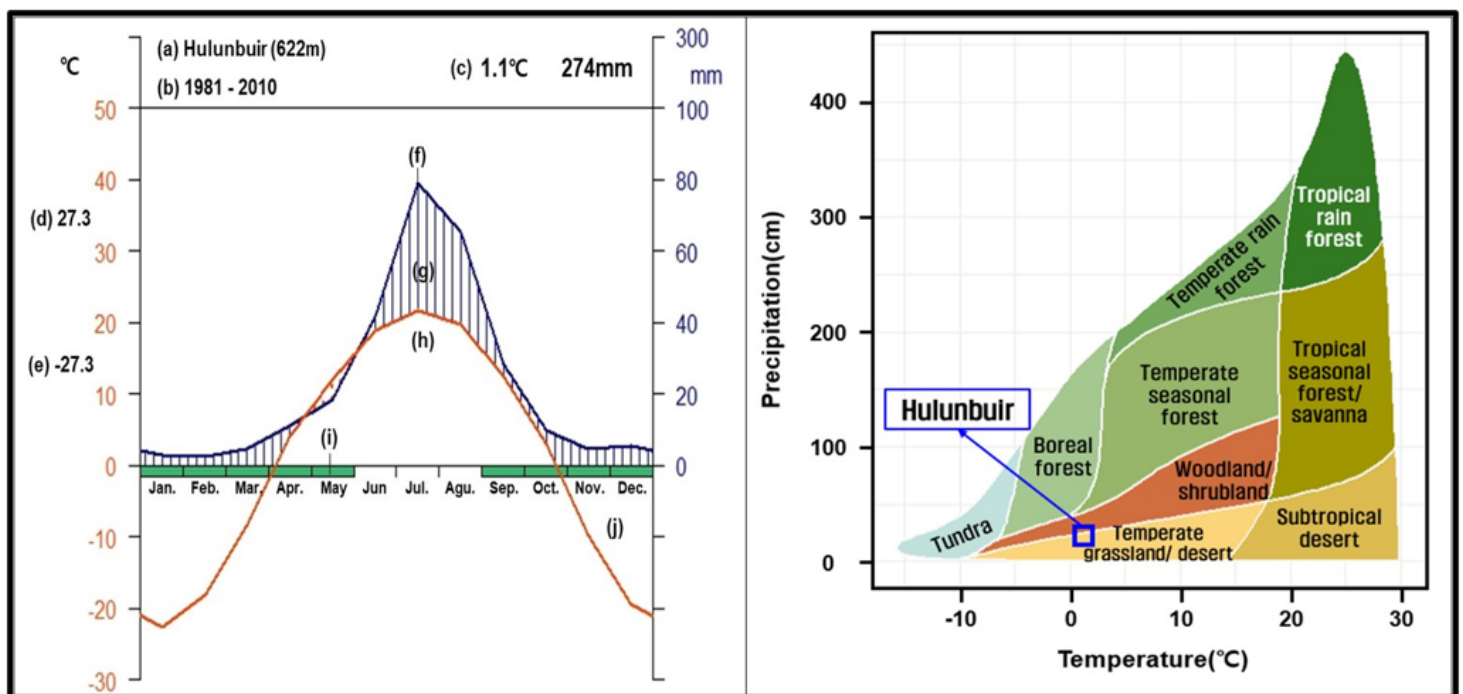 (a) Hulunbuir (622m)
(b) 1981 - 2010
(c) 1.1℃ 274mm
℃
300
mm
50
100
(f)
40
80
(d) 27.3
30
60
(g)
20
40
(h)
(e) -27.3
10
20
(i)
0
0
Jan. Feb. Mar. Apr. May Jun Jul. Agu. Sep. Oct. Nov. Dec.
(j)
-10
-20
-30
Precipitation(cm)
400
300
200
100
0
Tropical
rain
forest
Temperate rain
forest
Tropical
seasonal
forest/
savanna
Temperate
seasonal
forest
Hulunbuir
Boreal
forest
Woodland/
shrubland
Tundra
Temperate
grassland/ desert
Subtropical
desert
-10 0 10 20 30
Temperature(℃)